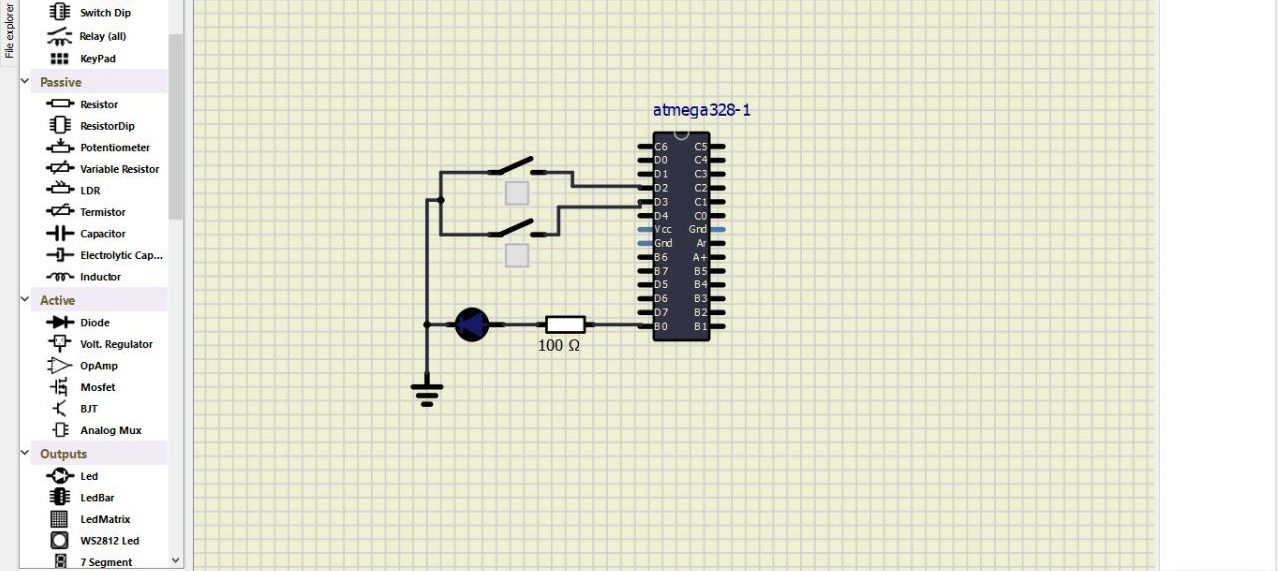 File explorer
Switch Dip
Relay (all)
KeyPad
Passive
Resistor
ResistorDip
Potentiometer
Variable Resistor
LDR
Termistor
Capacitor
Electrolytic Cap...
Inductor
Active
Diode
Volt. Regulator
OpAmp
Mosfet
BJT
Analog Mux
Outputs
Led
LedBar
LedMatrix
WS2812 Led
7 Segment
atmega328-1
C6 C5
D0 C4
D1 C3
D2 C2
D3 C1
D4 C0
Vcc Gnd
Gnd Ar
B6 A+
B7 B5
D5 B4
D6 B3
D7 B2
B0 B1
100 Ω